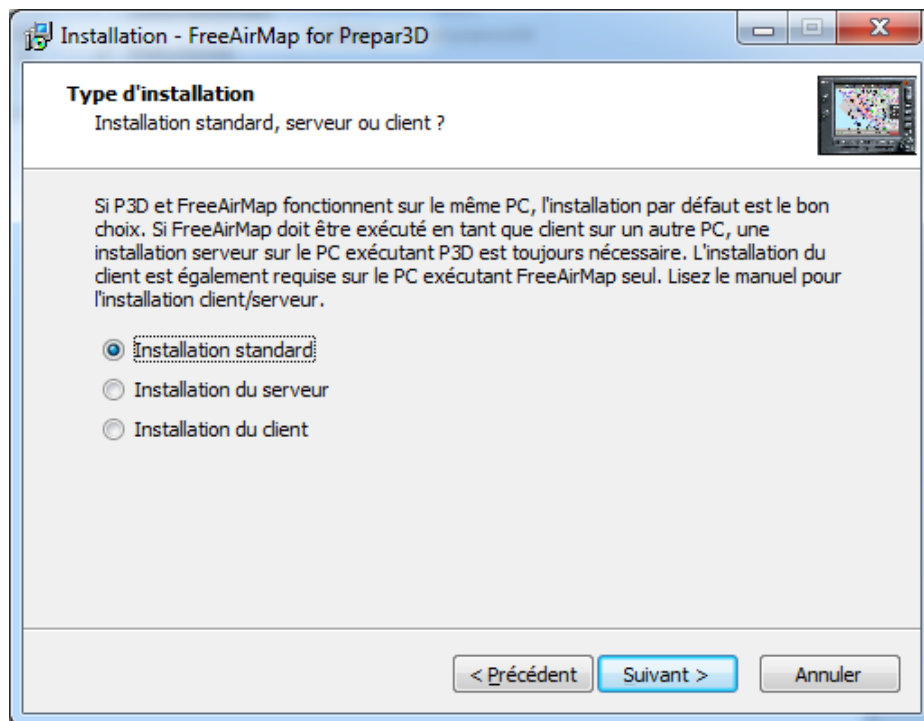 Installation - FreeAirMap for Prepar3D
Type d'installation
Installation standard, serveur ou client ?
Si P3D et FreeAirMap fonctionnent sur le même PC, l'installation par défaut est le bon
choix. Si FreeAirMap doit être exécuté en tant que client sur un autre PC, une
installation serveur sur le PC exécutant P3D est toujours nécessaire. L'installation du
client est également requise sur le PC exécutant FreeAirMap seul. Lisez le manuel pour
l'installation client/serveur.
Installation standard
Installation du serveur
Installation du client
< Précédent
Suivant >
Annuler